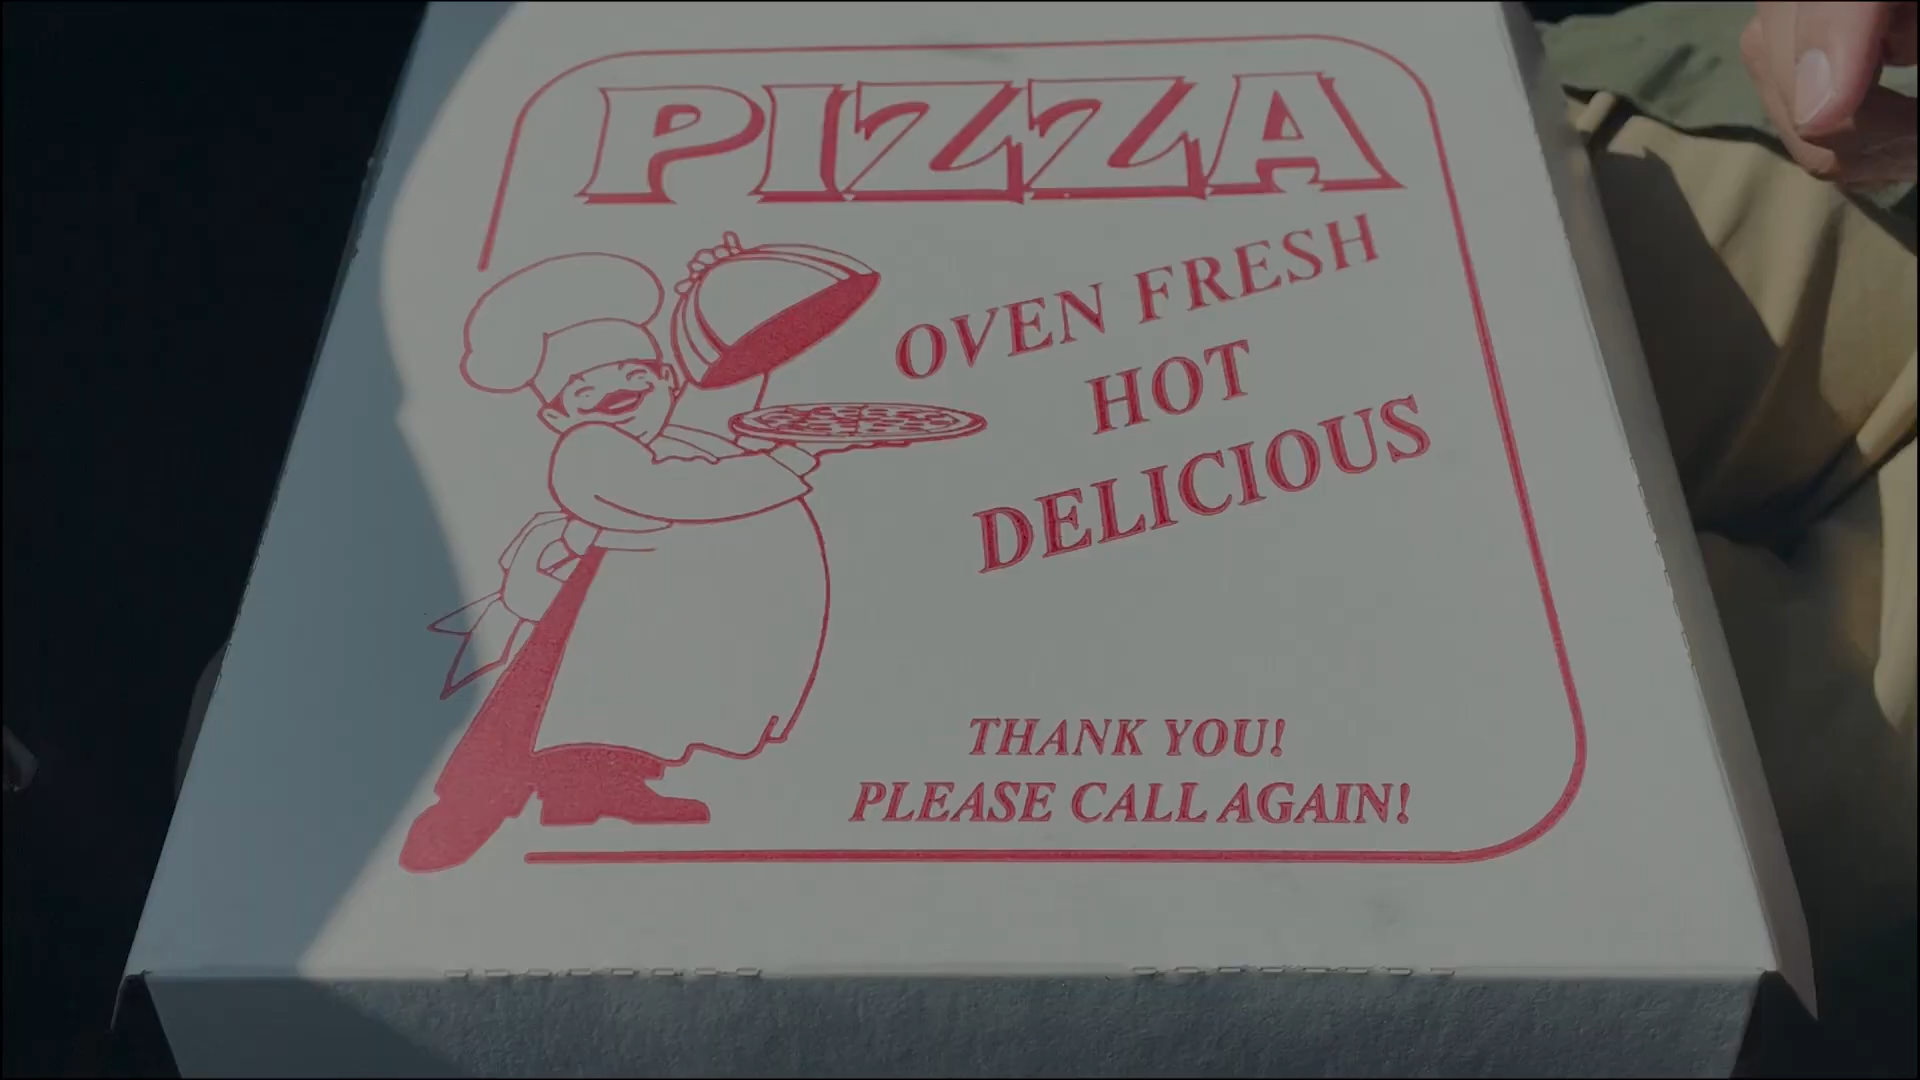 PIZZA
OVEN FRESH
HOT
DELICIOUS
THANK YOU!
PLEASE CALL AGAIN!